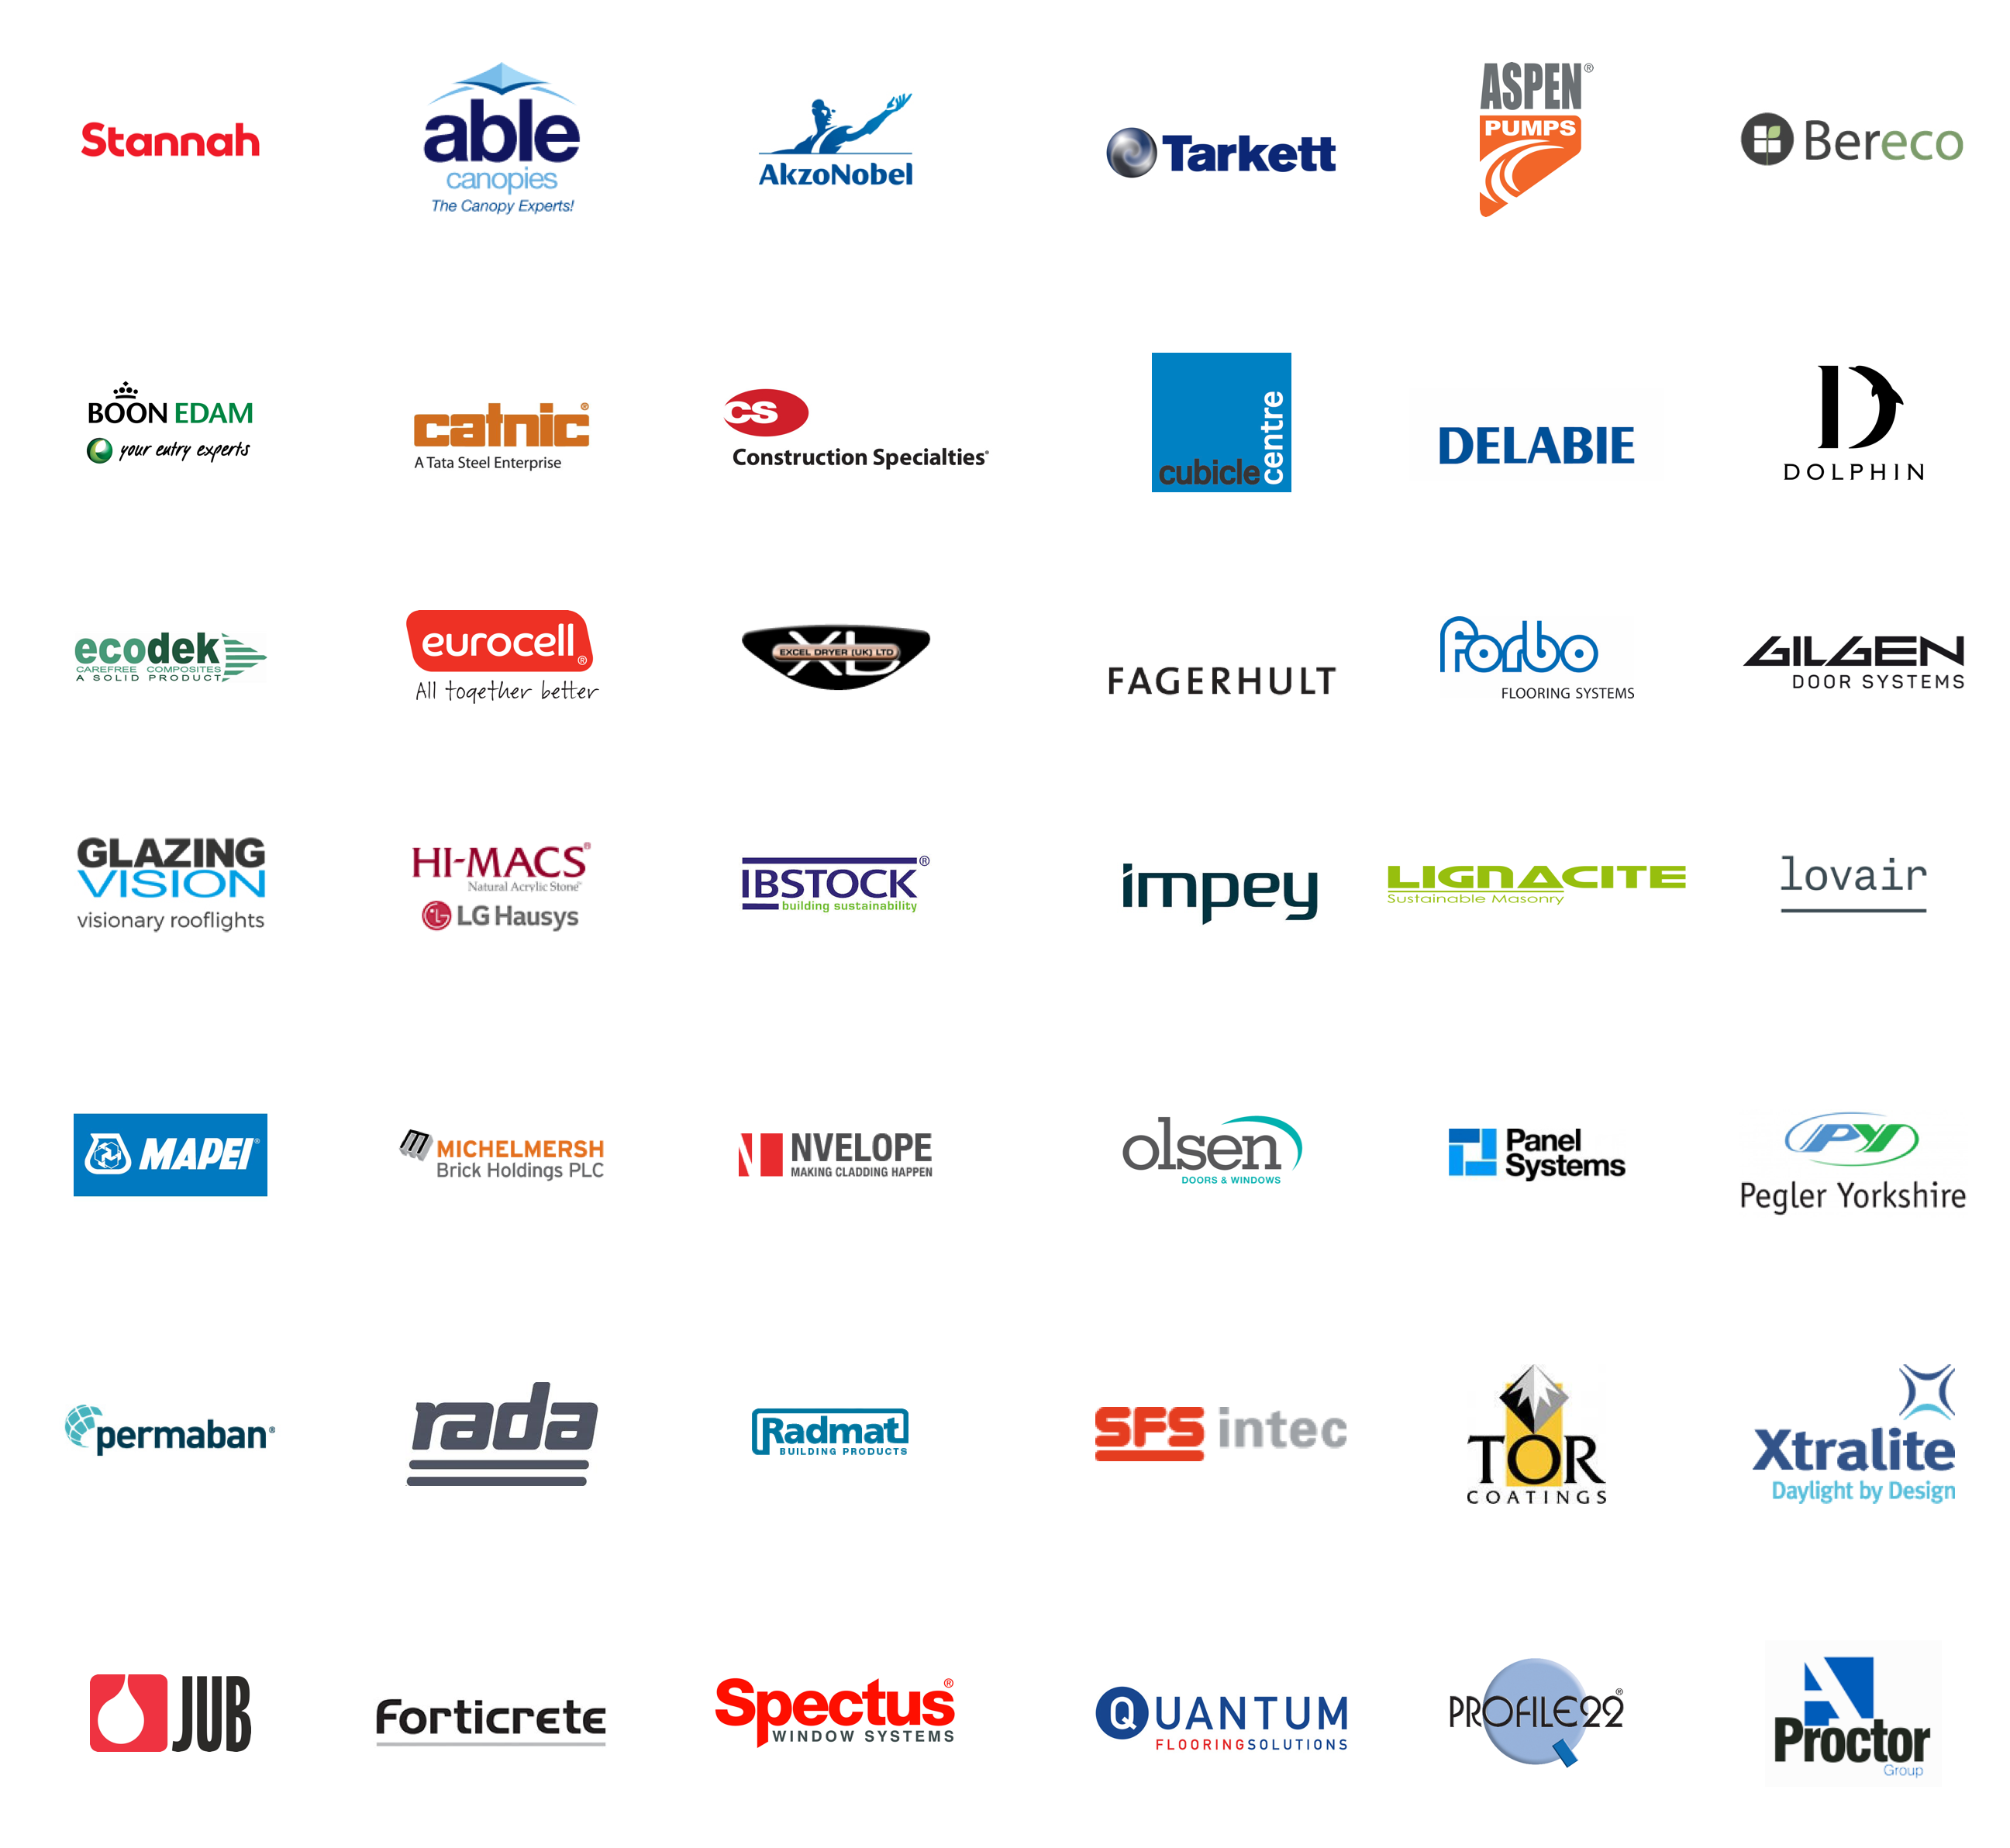 Stannah
able
canopies
The Canopy Experts!
AkzoNobel
Tarkett
ASPEN®
PUMPS
Bereco
BOON EDAM
your entry experts
catnic®
A Tata Steel Enterprise
CS
Construction Specialties®
cubicle
centre
DELABIE
D
DOLPHIN
ecodek
CAREFREE COMPOSITES
A SOLID PRODUCT
eurocell®
All together better
XL
EXCEL DRYER (UK) LTD
FAGERHULT
forbo
FLOORING SYSTEMS
GILGEN
DOOR SYSTEMS
GLAZING
VISION
visionary rooflights
HI-MACS®
Natural Acrylic Stone™
LG Hausys
IBSTOCK®
building sustainability
impey
LIGNACITE
Sustainable Masonry
lovair
MAPEI®
m MICHELMERSH
Brick Holdings PLC
N NVELOPE
MAKING CLADDING HAPPEN
olsen
DOORS & WINDOWS
Panel
Systems
PY
Pegler Yorkshire
permaban®
rada
Radmat
BUILDING PRODUCTS
SFS intec
TOR
COATINGS
Xtralite
Daylight by Design
JUB
Forticrete
Spectus®
WINDOW SYSTEMS
QUANTUM
FLOORINGSOLUTIONS
PROFILE22®
A
Proctor
Group